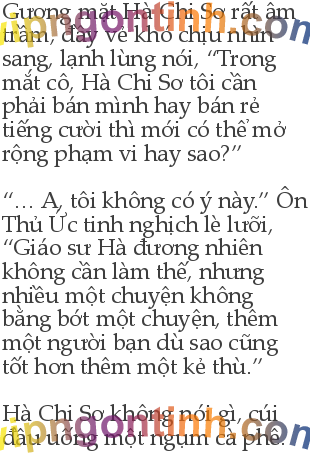 Gương mặt Hà Chi Sơ rất âm
trầm, đầy vẻ khó chịu nhìn
sang, lạnh lùng nói, “Trong
mắt cô, Hà Chi Sơ tôi cần
phải bán mình hay bán rẻ
tiếng cười thì mới có thể mở
rộng phạm vi hay sao?”
“… A, tôi không có ý này.” Ôn
Thủ Ức tinh nghịch lè lưỡi,
“Giáo sư Hà đương nhiên
không cần làm thế, nhưng
nhiều một chuyện không
bằng bớt một chuyện, thêm
một người bạn dù sao cũng
tốt hơn thêm một kẻ thù.”
Hà Chi Sơ không nói gì, cúi
đầu uống một ngụm cà phê.
vipngontinh.com
vipngontinh.com